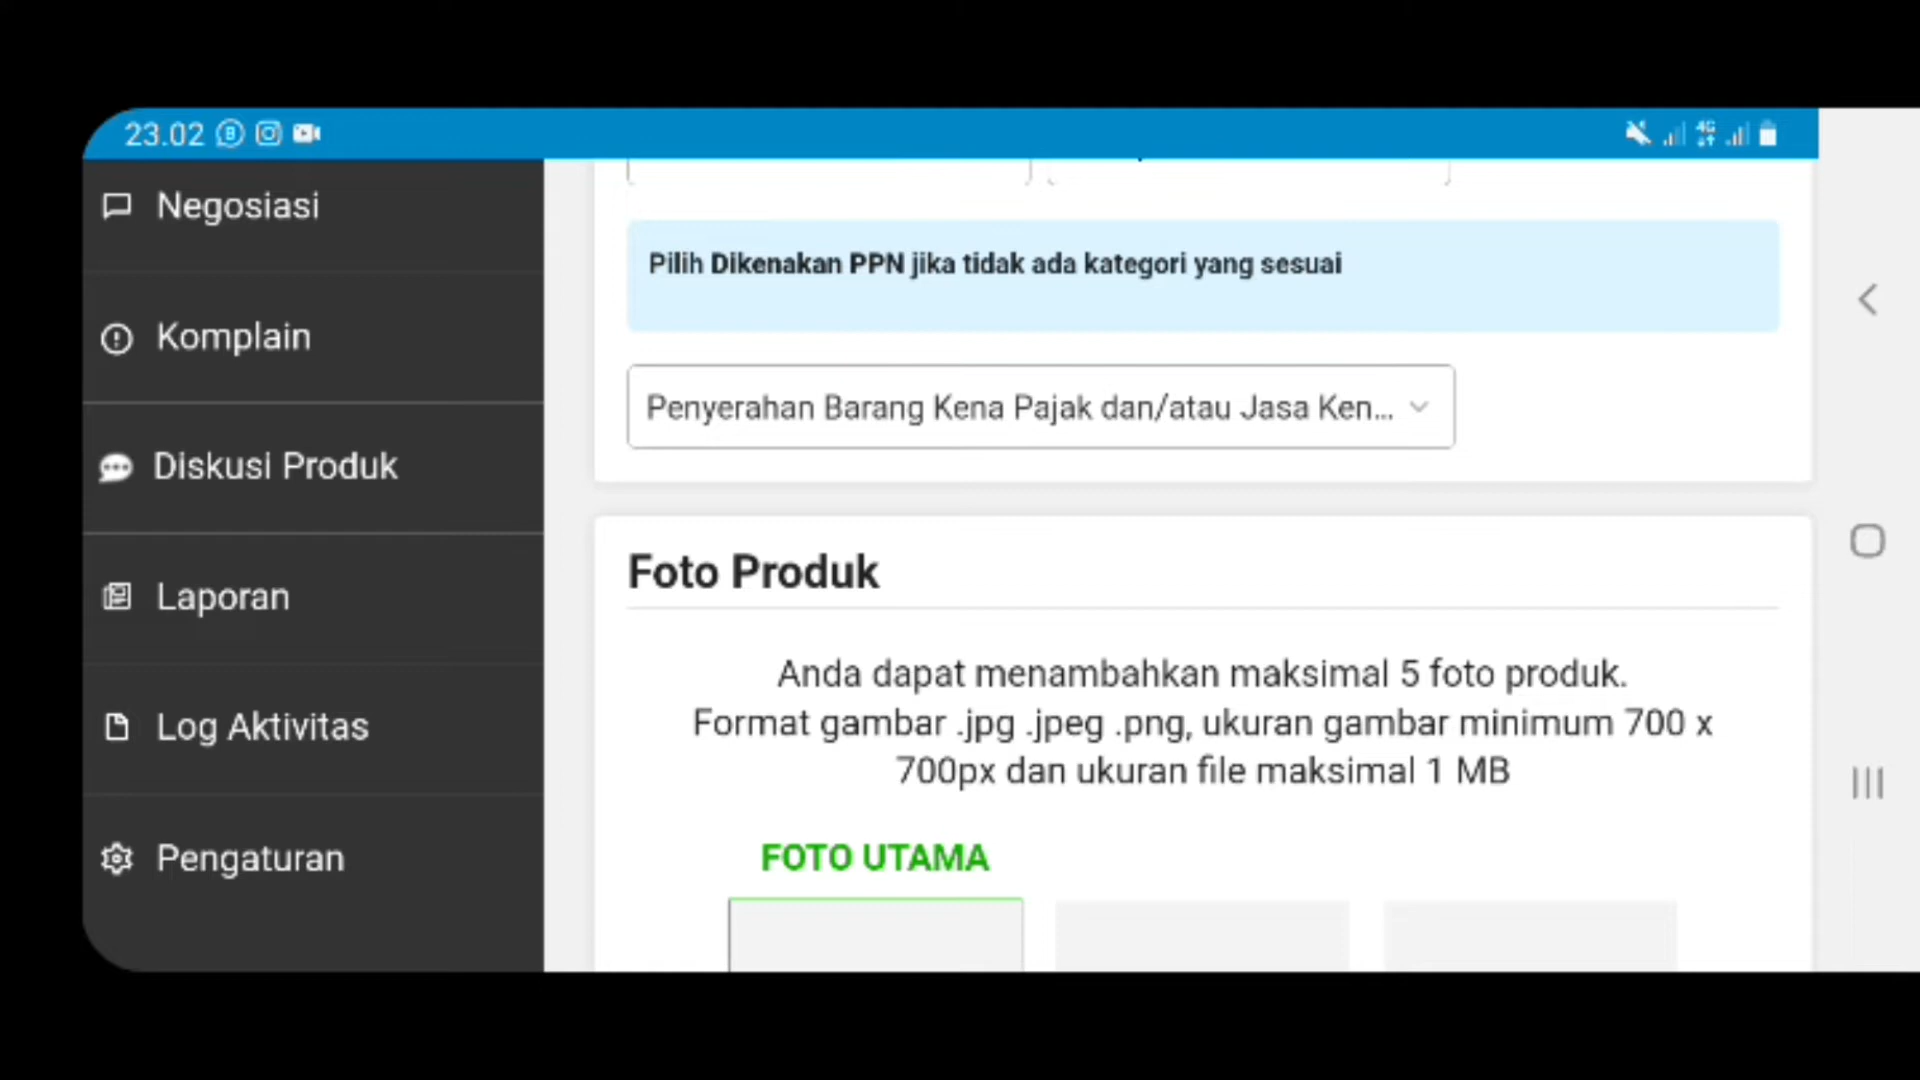 23.02
4G
Negosiasi
Komplain
Diskusi Produk
Laporan
Log Aktivitas
Pengaturan
Pilih Dikenakan PPN jika tidak ada kategori yang sesuai
Penyerahan Barang Kena Pajak dan/atau Jasa Ken...
Foto Produk
Anda dapat menambahkan maksimal 5 foto produk.
Format gambar .jpg .jpeg .png, ukuran gambar minimum 700 x
700px dan ukuran file maksimal 1 MB
FOTO UTAMA